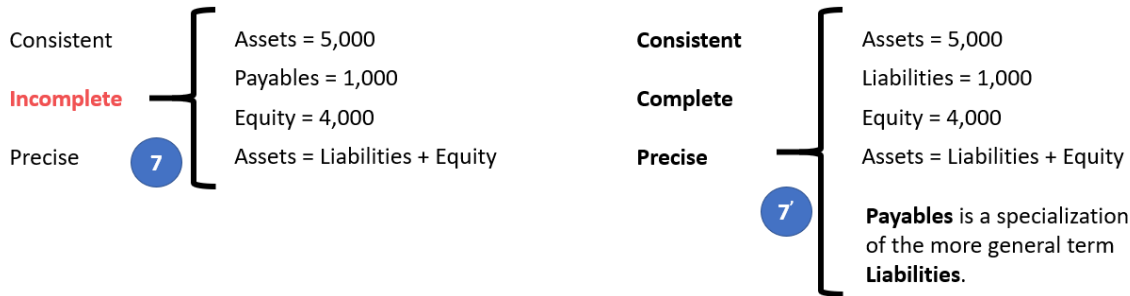 Consistent
Incomplete
Precise
7
Assets = 5,000
Payables = 1,000
Equity = 4,000
Assets = Liabilities + Equity
Consistent
Complete
Precise
7’
Assets = 5,000
Liabilities = 1,000
Equity = 4,000
Assets = Liabilities + Equity
Payables is a specialization
of the more general term
Liabilities.